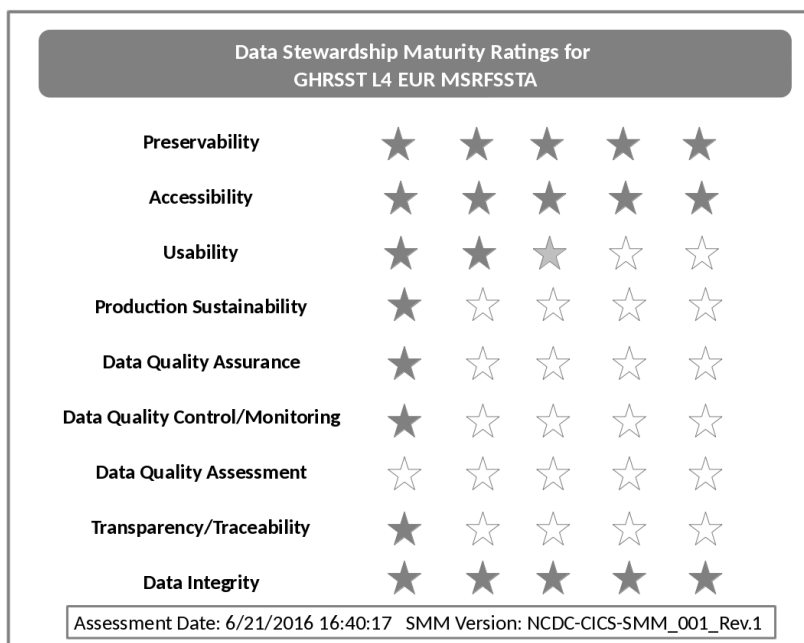 Data Stewardship Maturity Ratings for
GHRSST L4 EUR MSRFSSTA
Preservability
Accessibility
Usability
Production Sustainability
Data Quality Assurance
Data Quality Control/Monitoring
Data Quality Assessment
Transparency/Traceability
Data Integrity
Assessment Date: 6/21/2016 16:40:17 SMM Version: NCDC-CICS-SMM_001_Rev.1